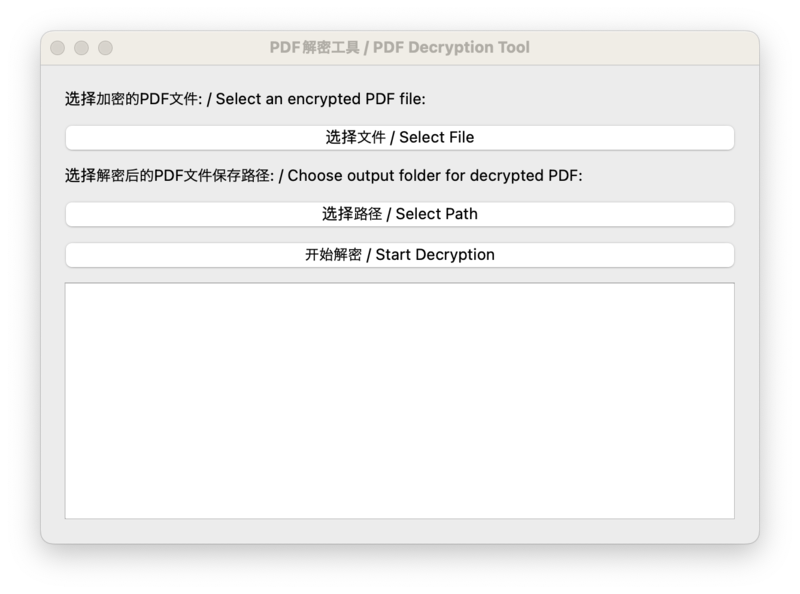 PDF解密工具 / PDF Decryption Tool
选择加密的PDF文件: / Select an encrypted PDF file:
选择文件 / Select File
选择解密后的PDF文件保存路径: / Choose output folder for decrypted PDF:
选择路径 / Select Path
开始解密 / Start Decryption